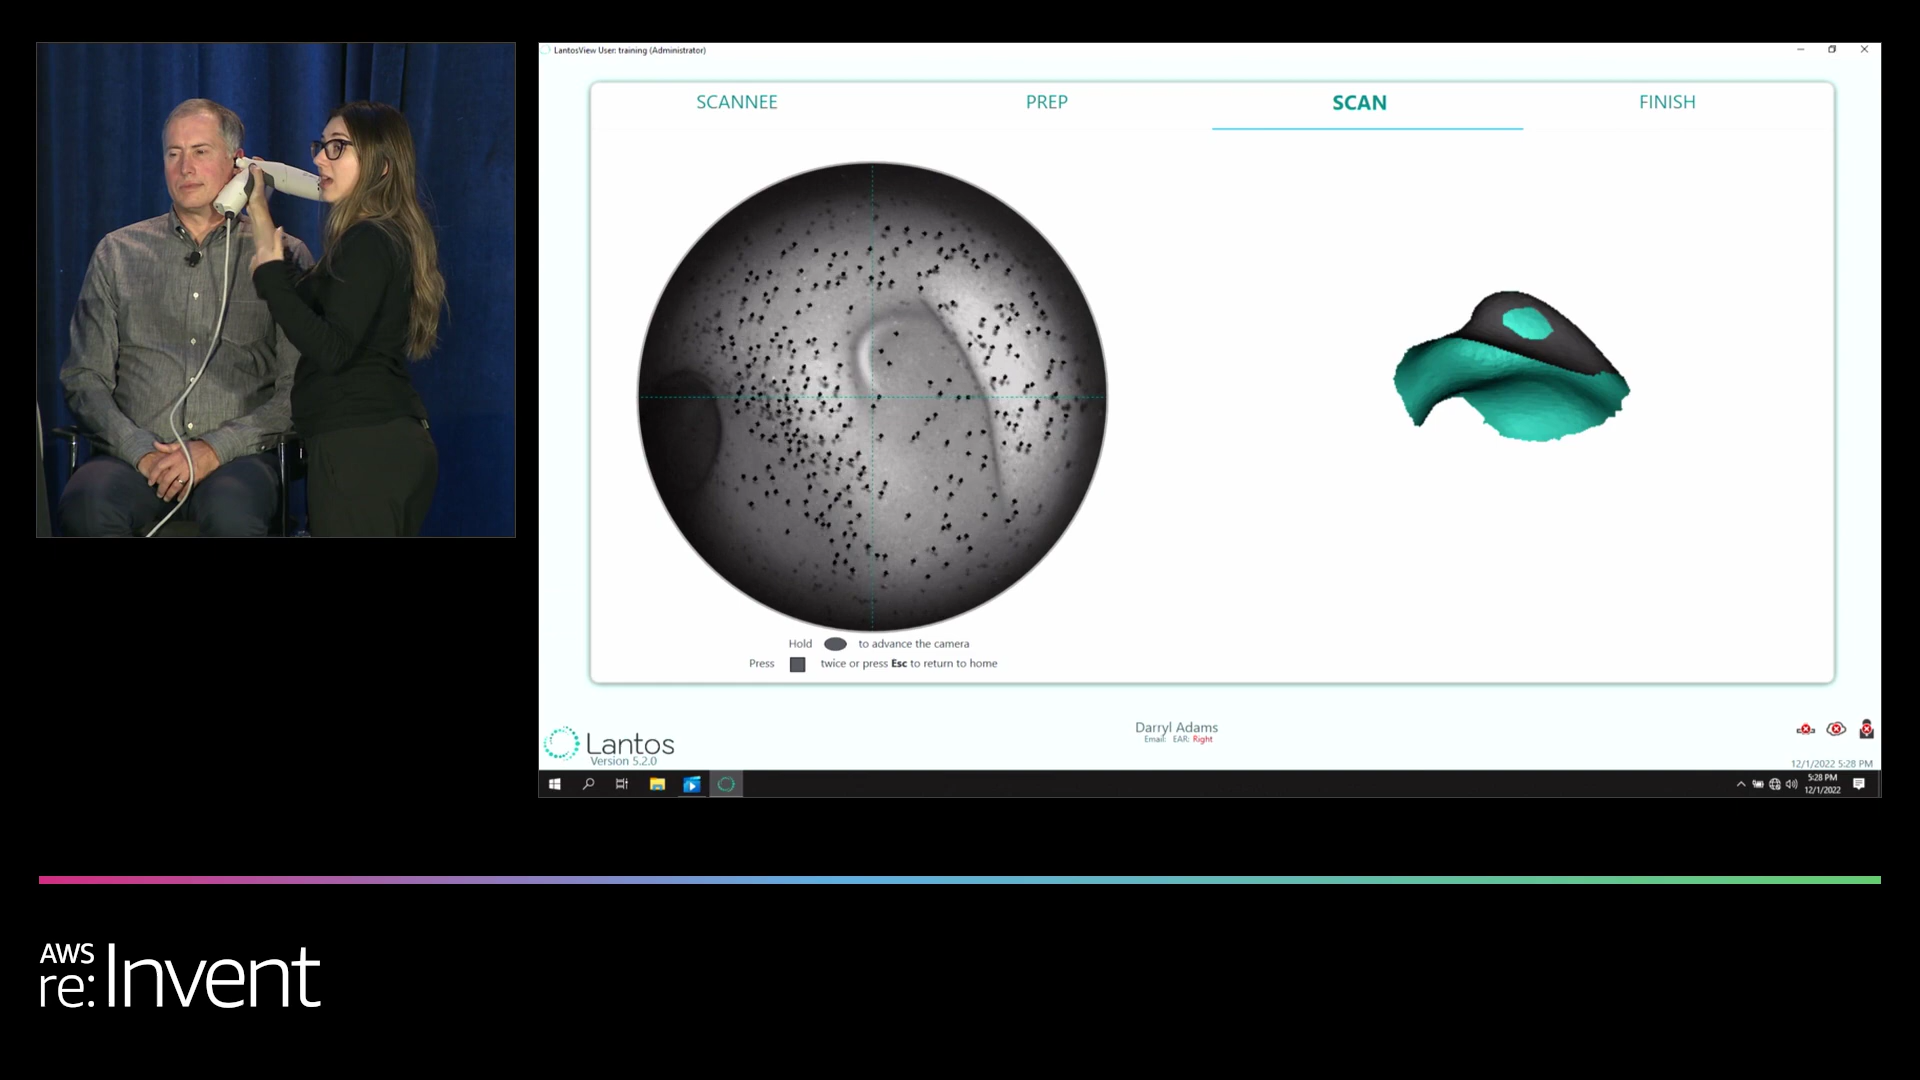 LantosView User: training (Administrator)
SCANNEE PREP SCAN FINISH
Hold to advance the camera
Press twice or press Esc to return to home
Lantos
Version 5.2.0
Darryl Adams
Email: EAR: Right
12/1/2022 5:28 PM
5:28 PM
12/1/2022
AWS
re:Invent